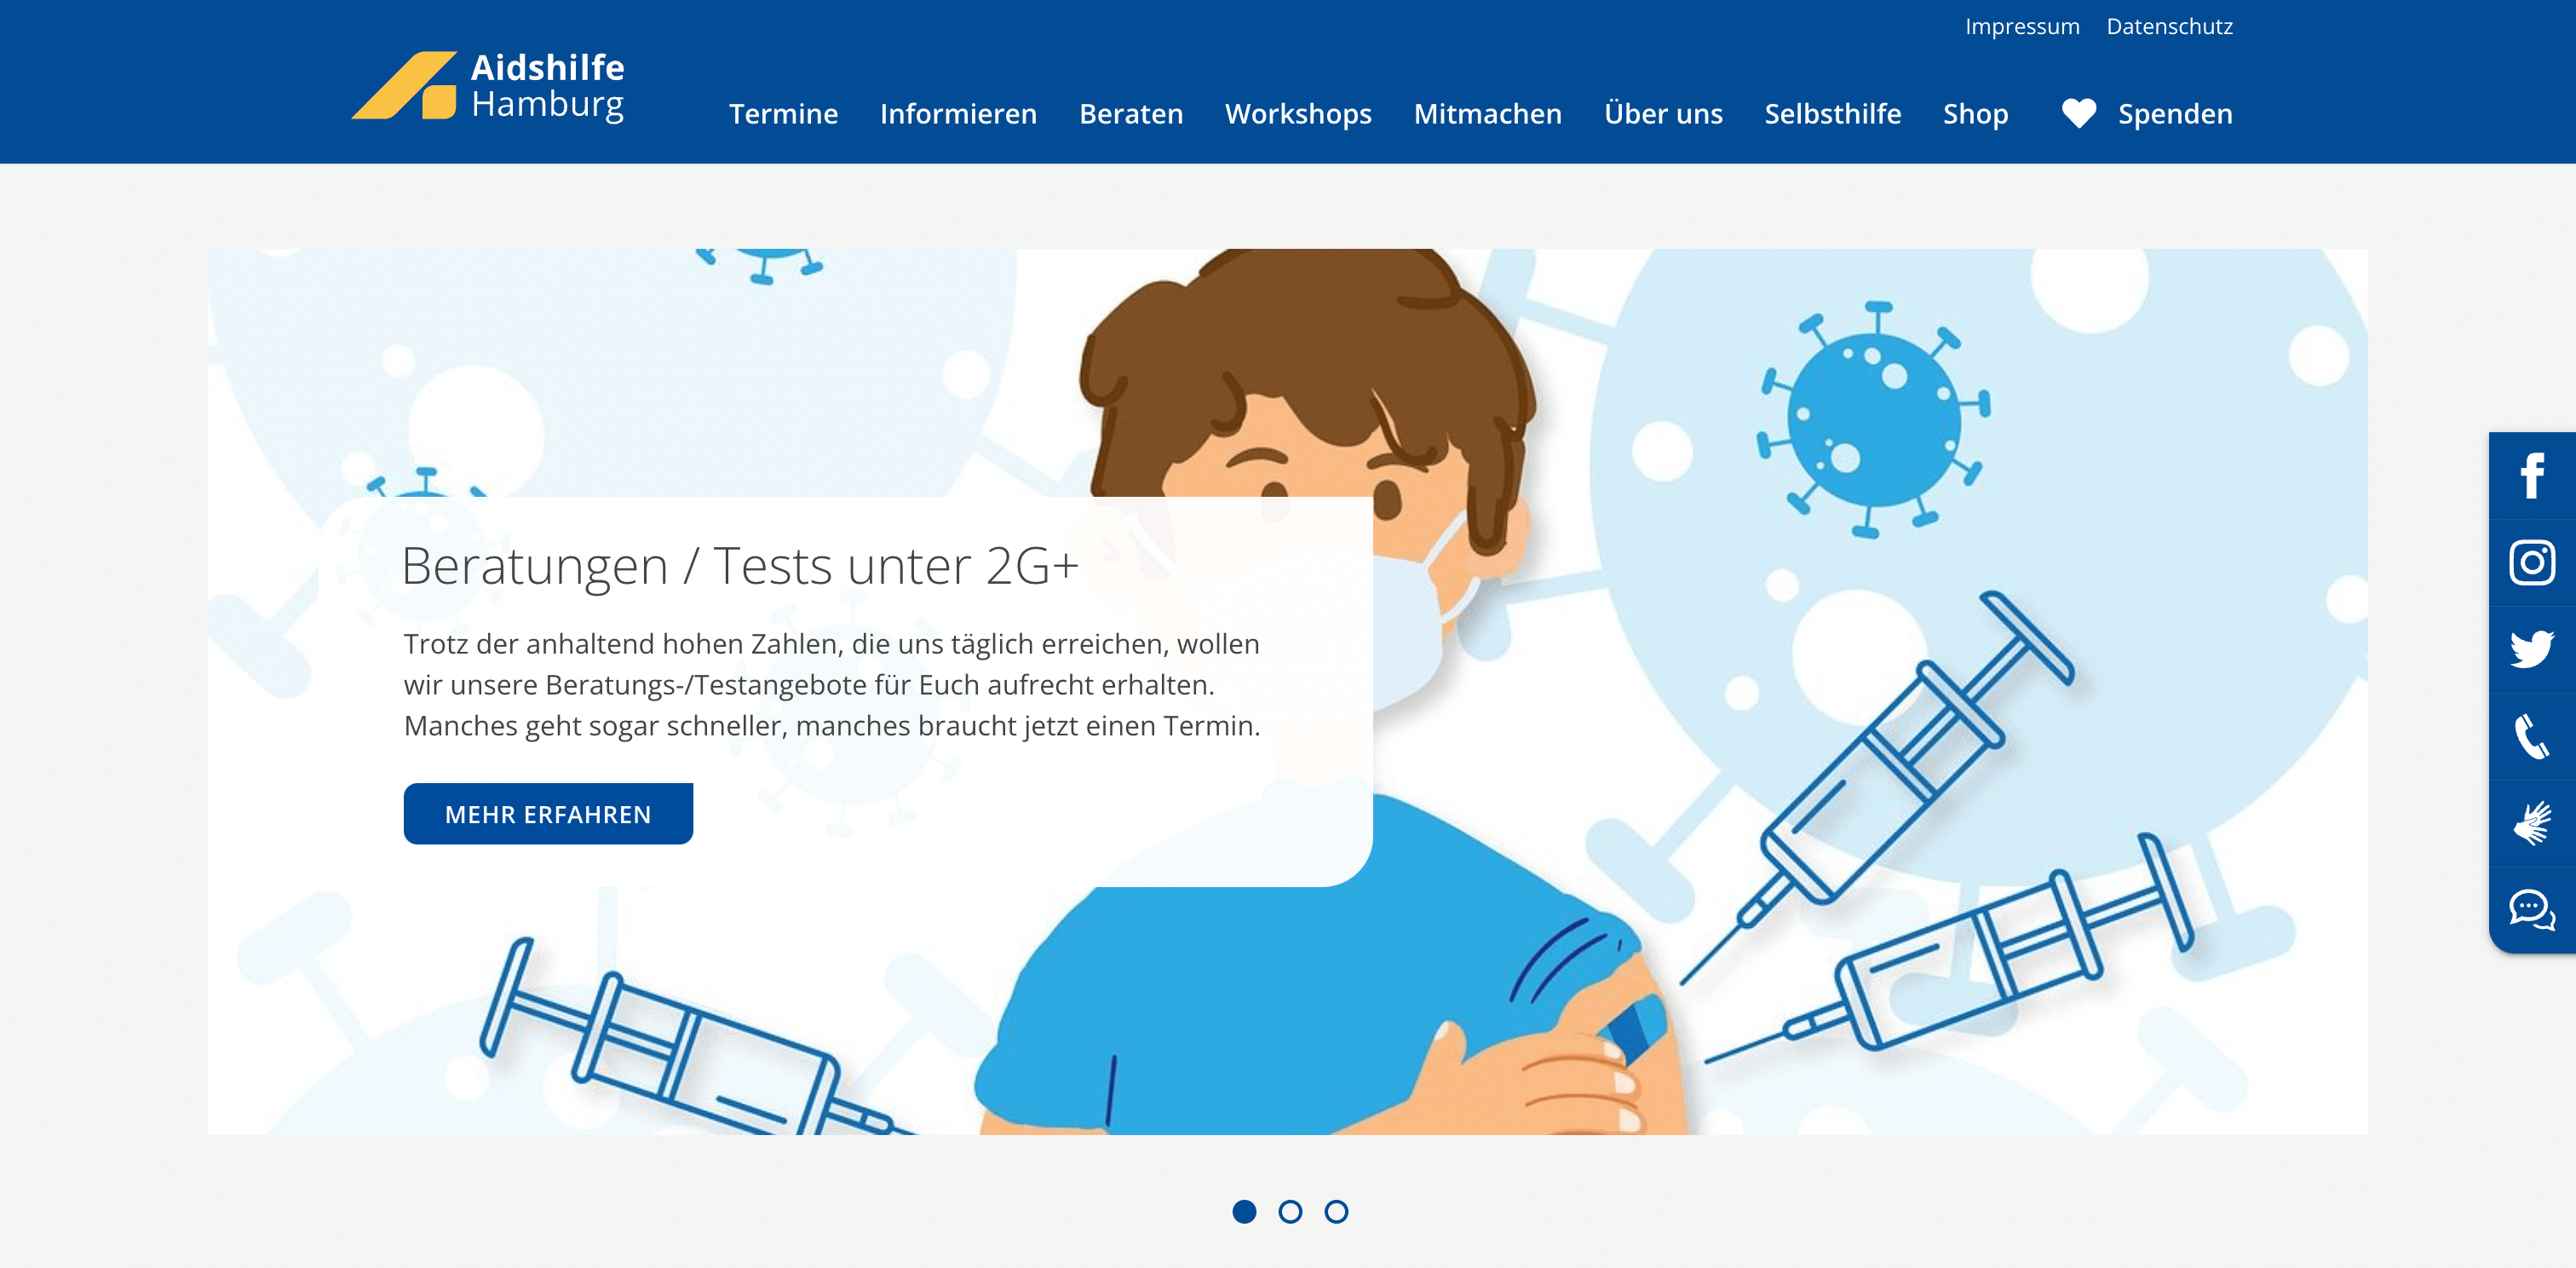 Impressum Datenschutz
Aidshilfe
Hamburg
Termine Informieren Beraten Workshops Mitmachen Über uns Selbsthilfe Shop Spenden
Beratungen / Tests unter 2G+
Trotz der anhaltend hohen Zahlen, die uns täglich erreichen, wollen
wir unsere Beratungs-/Testangebote für Euch aufrecht erhalten.
Manches geht sogar schneller, manches braucht jetzt einen Termin.
MEHR ERFAHREN